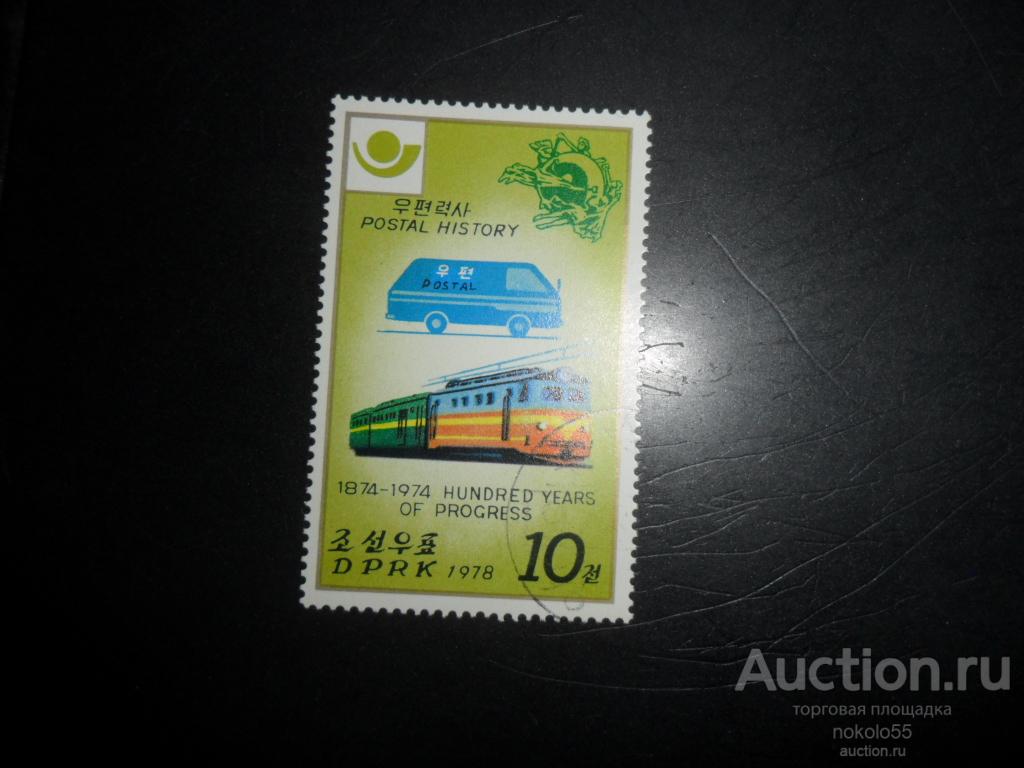 우편력사
POSTAL HISTORY
우편
POSTAL
1874-1974 HUNDRED YEARS
OF PROGRESS
조선우표
DPRK 1978
10전
Auction.ru
торговая площадка
nokolo55
auction.ru